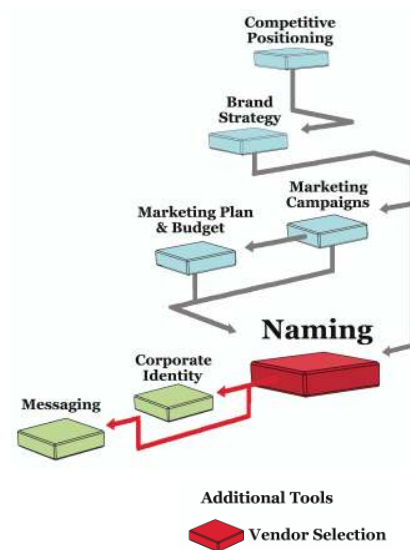 Competitive
Positioning
Brand
Strategy
Marketing
Campaigns
Marketing Plan
& Budget
Naming
Corporate
Identity
Messaging
Additional Tools
Vendor Selection